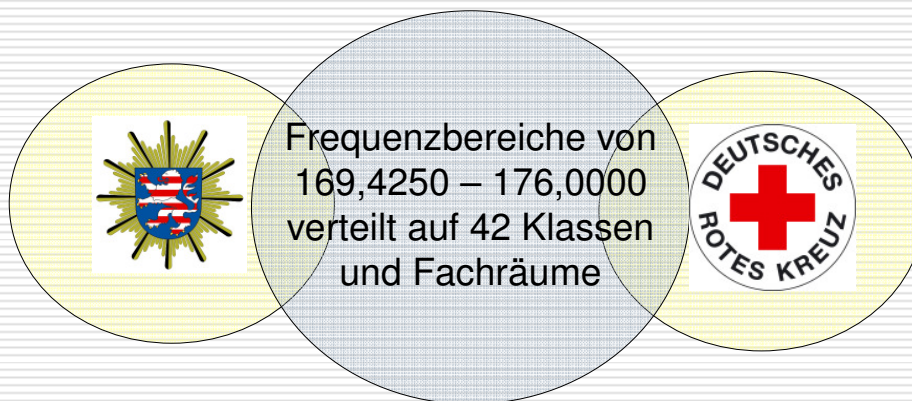 Frequenzbereiche von
169,4250 – 176,0000
verteilt auf 42 Klassen
und Fachräume
DEUTSCHES
ROTES KREUZ